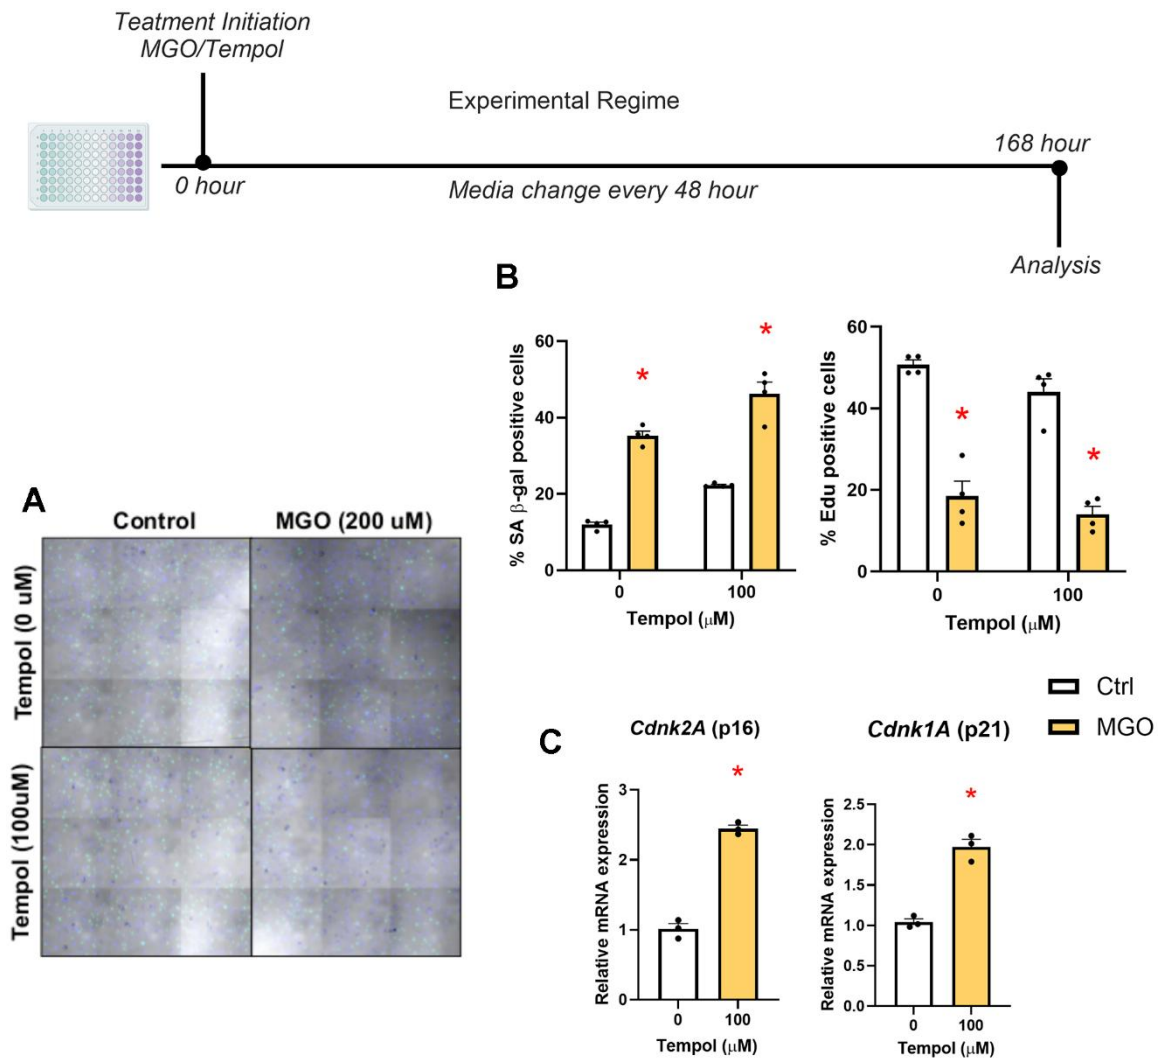 Treatment Initiation
MGO/Tempol
Experimental Regime
168 hour
0 hour
Media change every 48 hour
Analysis
A
Control
MGO (200 uM)
Tempol (0 uM)
Tempol (100uM)
B
% SA β-gal positive cells
60
40
20
0
*
*
0
100
Tempol (μM)
% Edu positive cells
60
40
20
0
*
*
0
100
Tempol (μM)
Ctrl
MGO
C
Cdnk2A (p16)
Relative mRNA expression
3
2
1
0
*
0
100
Tempol (μM)
Cdnk1A (p21)
Relative mRNA expression
2.5
2.0
1.5
1.0
0.5
0.0
*
0
100
Tempol (μM)